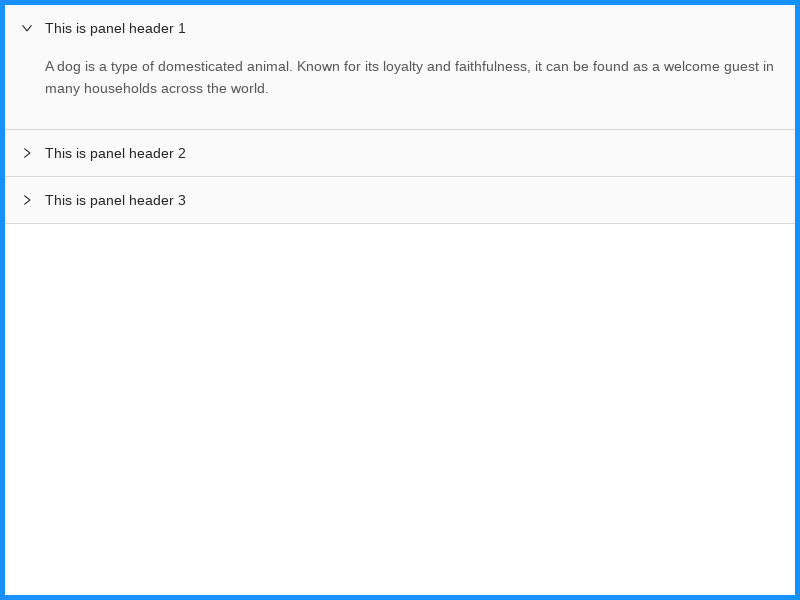 This is panel header 1
A dog is a type of domesticated animal. Known for its loyalty and faithfulness, it can be found as a welcome guest in
many households across the world.
This is panel header 2
This is panel header 3